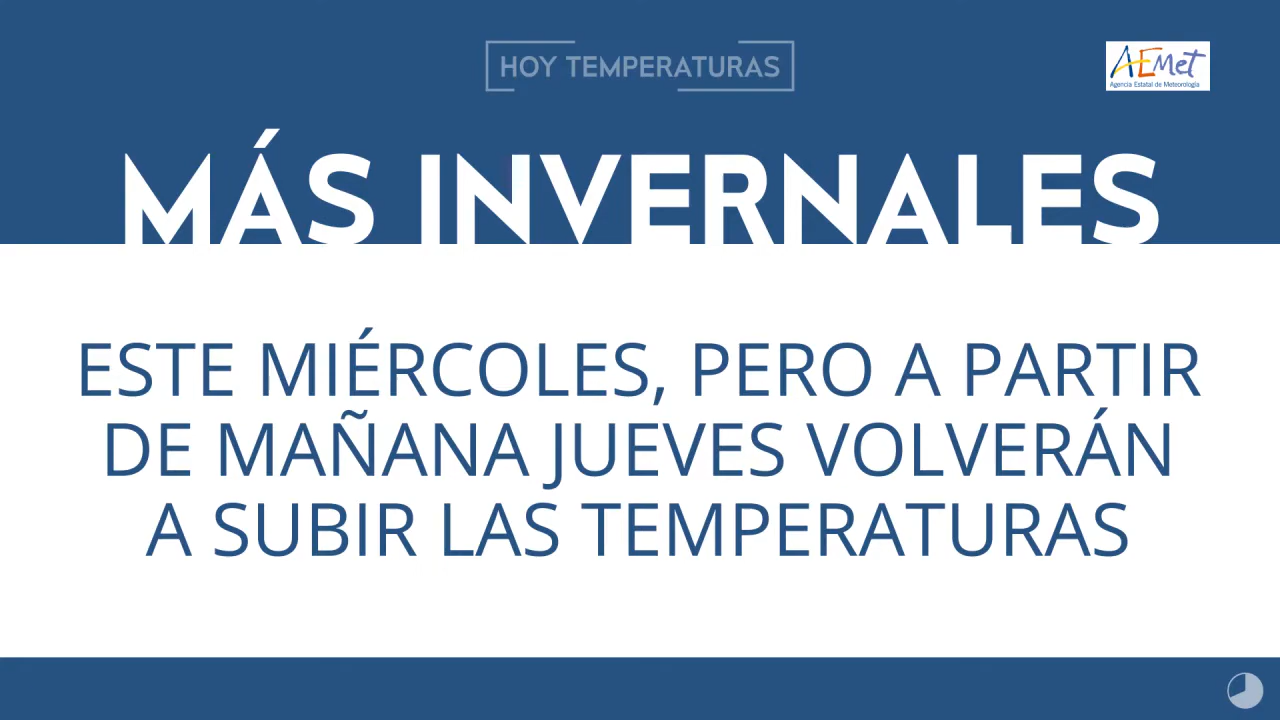 HOY TEMPERATURAS
AEMet
Agencia Estatal de Meteorología
MÁS INVERNALES
ESTE MIÉRCOLES, PERO A PARTIR
DE MAÑANA JUEVES VOLVERÁN
A SUBIR LAS TEMPERATURAS